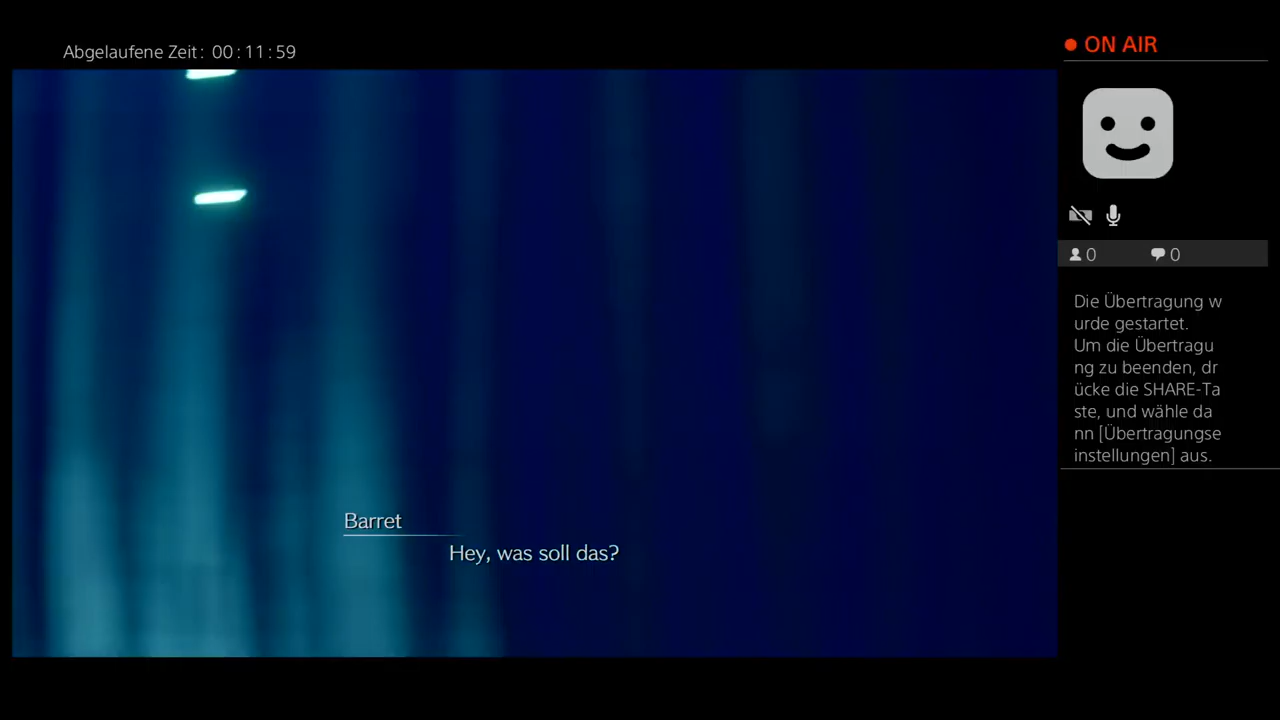 Abgelaufene Zeit: 00:11:59
ON AIR
0 0
Die Übertragung w
urde gestartet.
Um die Übertragu
ng zu beenden, dr
ücke die SHARE-Ta
ste, und wähle da
nn [Übertragungse
instellungen] aus.
Barret
Hey, was soll das?